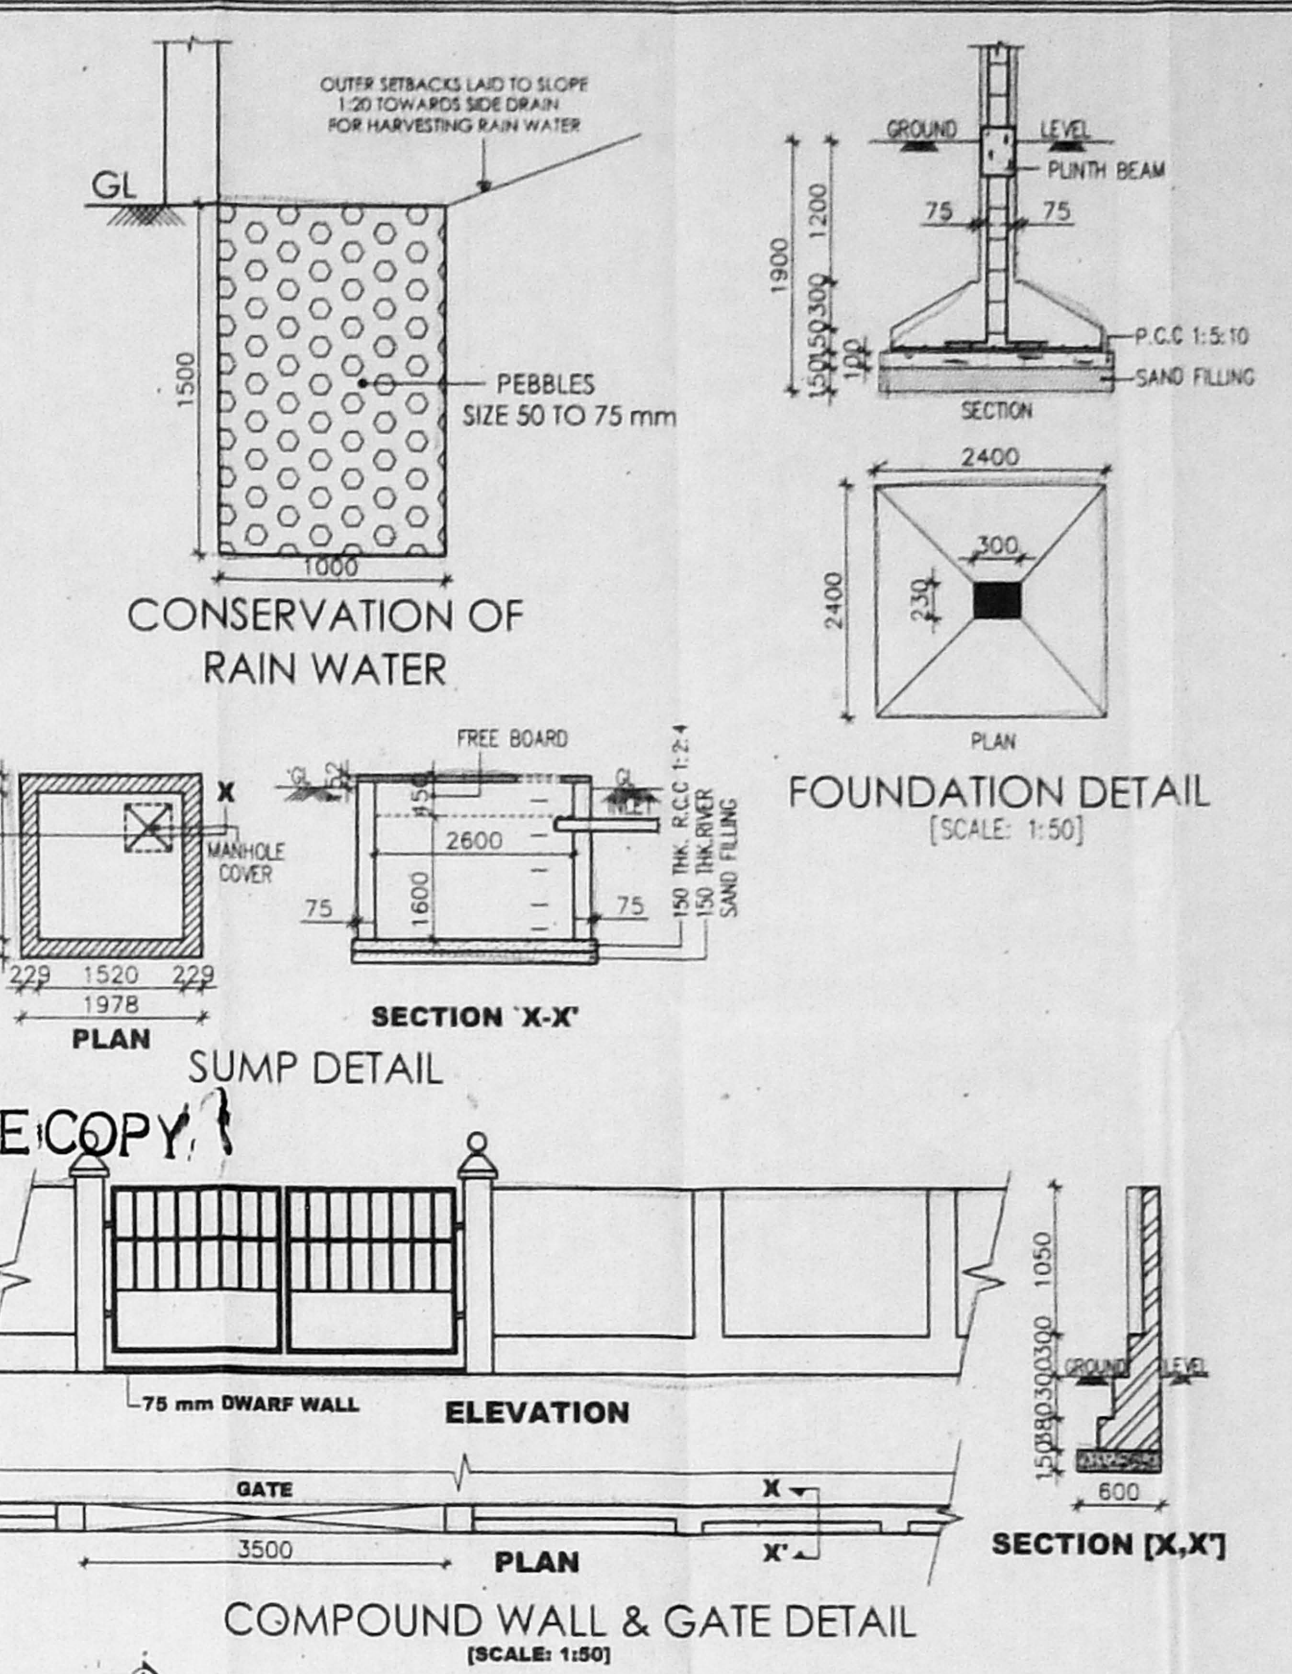 OUTER SETBACKS LAID TO SLOPE
1:20 TOWARDS SIDE DRAIN
FOR HARVESTING RAIN WATER
GL
1500
PEBBLES
SIZE 50 TO 75 mm
1000
CONSERVATION OF
RAIN WATER
GROUND LEVEL
PLINTH BEAM
75 75
1200
1900
300
150
100
150
P.C.C 1:5:10
SAND FILLING
SECTION
2400
300
2400
230
PLAN
FOUNDATION DETAIL
[SCALE: 1:50]
X
MANHOLE
COVER
229 1520 229
1978
PLAN
FREE BOARD
GL
GL
INLET
450
2600
1600
75 75
150 THK. R.C.C 1:2:4
150 THK.RIVER
SAND FILLING
SECTION 'X-X'
SUMP DETAIL
E COPY
75 mm DWARF WALL
ELEVATION
1050
300
GROUND LEVEL
300
380
150
600
SECTION [X,X']
GATE
X
X'
3500
PLAN
COMPOUND WALL & GATE DETAIL
[SCALE: 1:50]